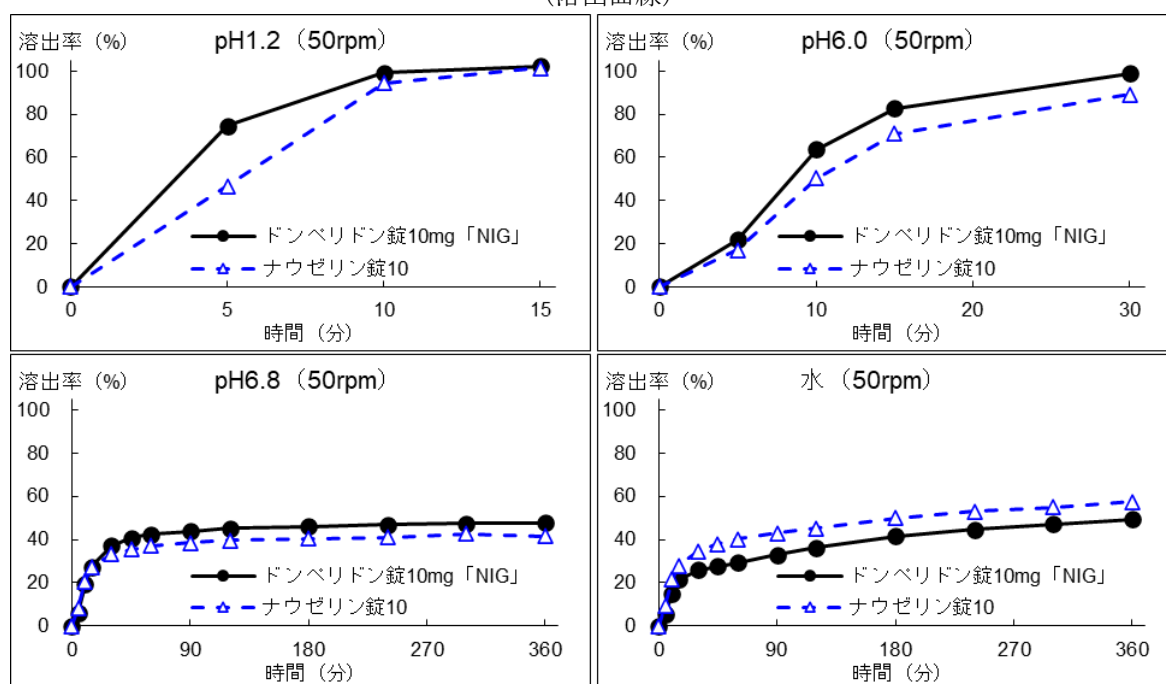 (溶出曲線)
溶出率（%）
pH1.2（50rpm）
100
80
60
40
20
0
ドンペリドン錠10mg「NIG」
ナウゼリン錠10
0 5 10 15
時間（分）
溶出率（%）
pH6.0（50rpm）
100
80
60
40
20
0
ドンペリドン錠10mg「NIG」
ナウゼリン錠10
0 10 20 30
時間（分）
溶出率（%）
pH6.8（50rpm）
100
80
60
40
20
0
ドンペリドン錠10mg「NIG」
ナウゼリン錠10
0 90 180 270 360
時間（分）
溶出率（%）
水（50rpm）
100
80
60
40
20
0
ドンペリドン錠10mg「NIG」
ナウゼリン錠10
0 90 180 270 360
時間（分）